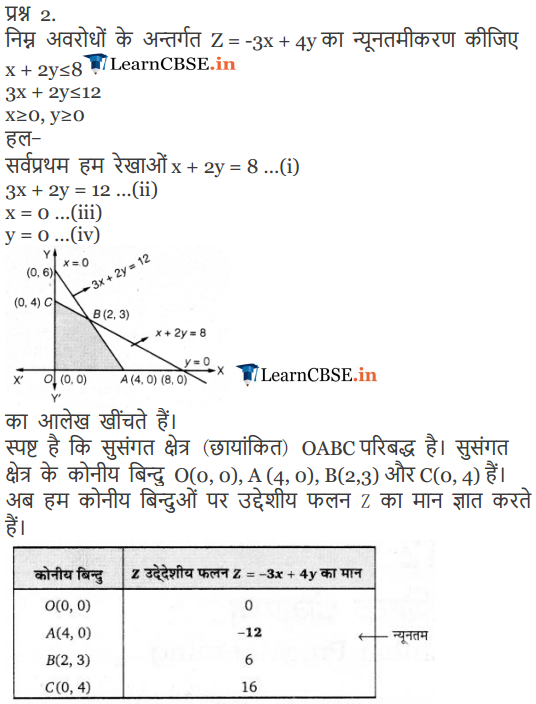 प्रश्न 2.
निम्न अवरोधों के अन्तर्गत Z = -3x + 4y का न्यूनतमीकरण कीजिए
x + 2y≤8 LearnCBSE.in
3x + 2y≤12
x≥0, y≥0
हल–
सर्वप्रथम हम रेखाओं x + 2y = 8 …(i)
3x + 2y = 12 …(ii)
x = 0 …(iii)
y = 0 …(iv)
Y
x = 0
(0, 6)
3x + 2y = 12
(0, 4) C
B (2, 3)
x + 2y = 8
y = 0
X
X' O (0, 0) A (4, 0) (8, 0)
Y'
LearnCBSE.in
का आलेख खींचते हैं।
स्पष्ट है कि सुसंगत क्षेत्र (छायांकित) OABC परिबद्ध है। सुसंगत
क्षेत्र के कोनीय बिन्दु O(0, 0), A (4, 0), B(2,3) और C(0, 4) हैं।
अब हम कोनीय बिन्दुओं पर उद्देशीय फलन Z का मान ज्ञात करते
हैं।
कोनीय बिन्दु Z उद्देशीय फलन Z = –3x + 4y का मान
O(0, 0) 0
A(4, 0) –12 न्यूनतम
B(2, 3) 6
C(0, 4) 16